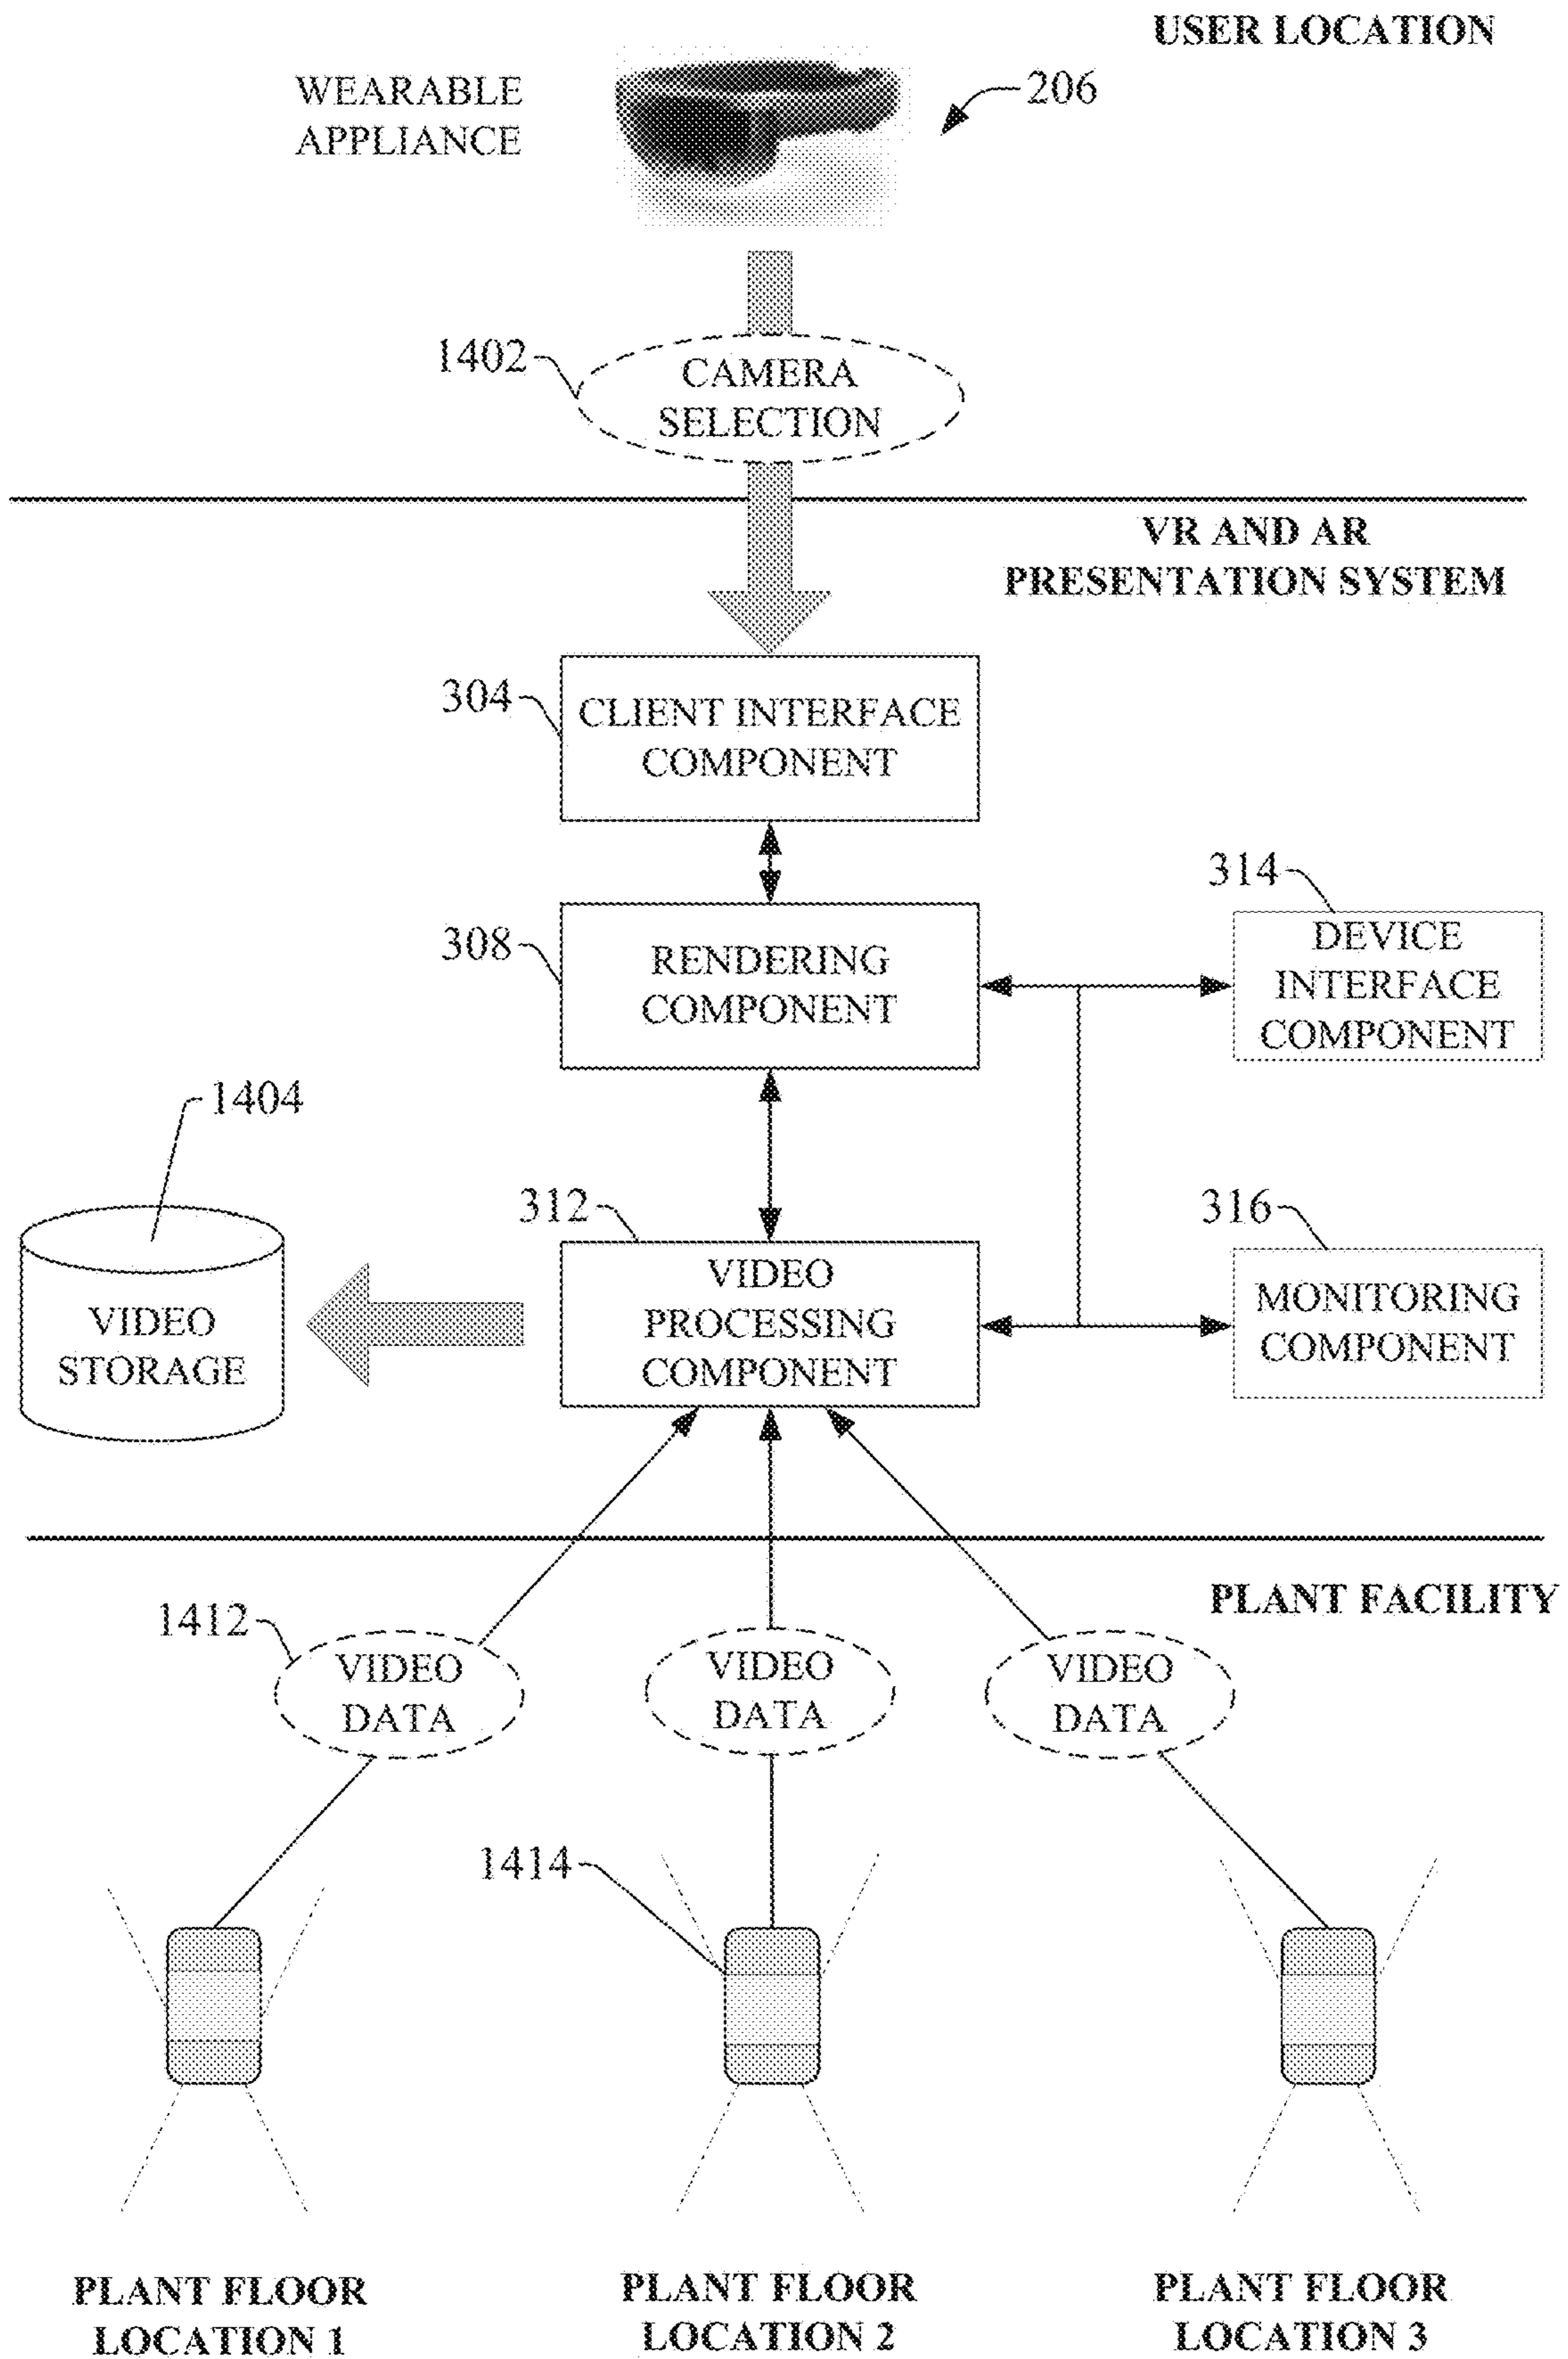 USER LOCATION
WEARABLE
APPLIANCE
206
1402
CAMERA
SELECTION
VR AND AR
PRESENTATION SYSTEM
304
CLIENT INTERFACE
COMPONENT
314
308
RENDERING
COMPONENT
DEVICE
INTERFACE
COMPONENT
1404
312
316
VIDEO
STORAGE
VIDEO
PROCESSING
COMPONENT
MONITORING
COMPONENT
PLANT FACILITY
1412
VIDEO
DATA
VIDEO
DATA
VIDEO
DATA
1414
PLANT FLOOR
LOCATION 1
PLANT FLOOR
LOCATION 2
PLANT FLOOR
LOCATION 3